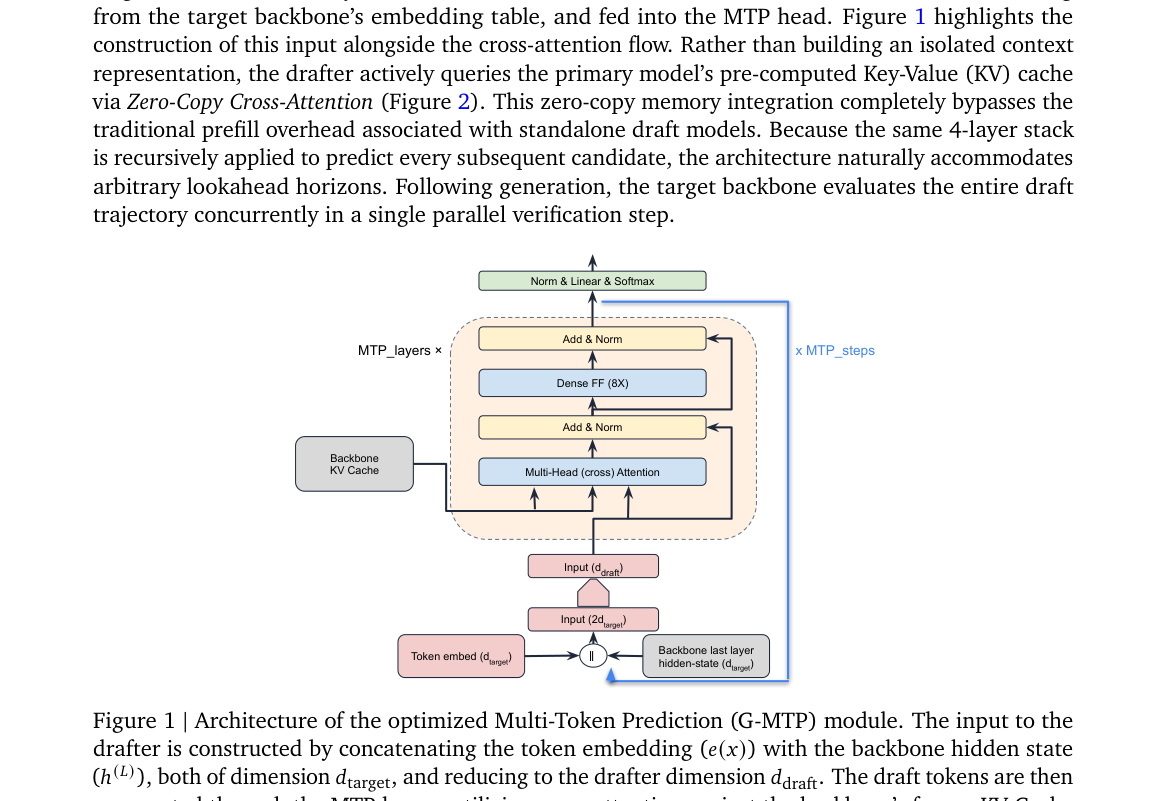 from the target backbone’s embedding table, and fed into the MTP head. Figure 1 highlights the
construction of this input alongside the cross-attention flow. Rather than building an isolated context
representation, the drafter actively queries the primary model’s pre-computed Key-Value (KV) cache
via Zero-Copy Cross-Attention (Figure 2). This zero-copy memory integration completely bypasses the
traditional prefill overhead associated with standalone draft models. Because the same 4-layer stack
is recursively applied to predict every subsequent candidate, the architecture naturally accommodates
arbitrary lookahead horizons. Following generation, the target backbone evaluates the entire draft
trajectory concurrently in a single parallel verification step.
Norm & Linear & Softmax
Add & Norm
MTP_layers ×
x MTP_steps
Dense FF (8X)
Add & Norm
Backbone
KV Cache
Multi-Head (cross) Attention
Input (d_draft)
Input (2d_target)
Token embed (d_target)
||
Backbone last layer
hidden-state (d_target)
Figure 1 | Architecture of the optimized Multi-Token Prediction (G-MTP) module. The input to the
drafter is constructed by concatenating the token embedding (e(x)) with the backbone hidden state
(h^(L)), both of dimension d_target, and reducing to the drafter dimension d_draft. The draft tokens are then